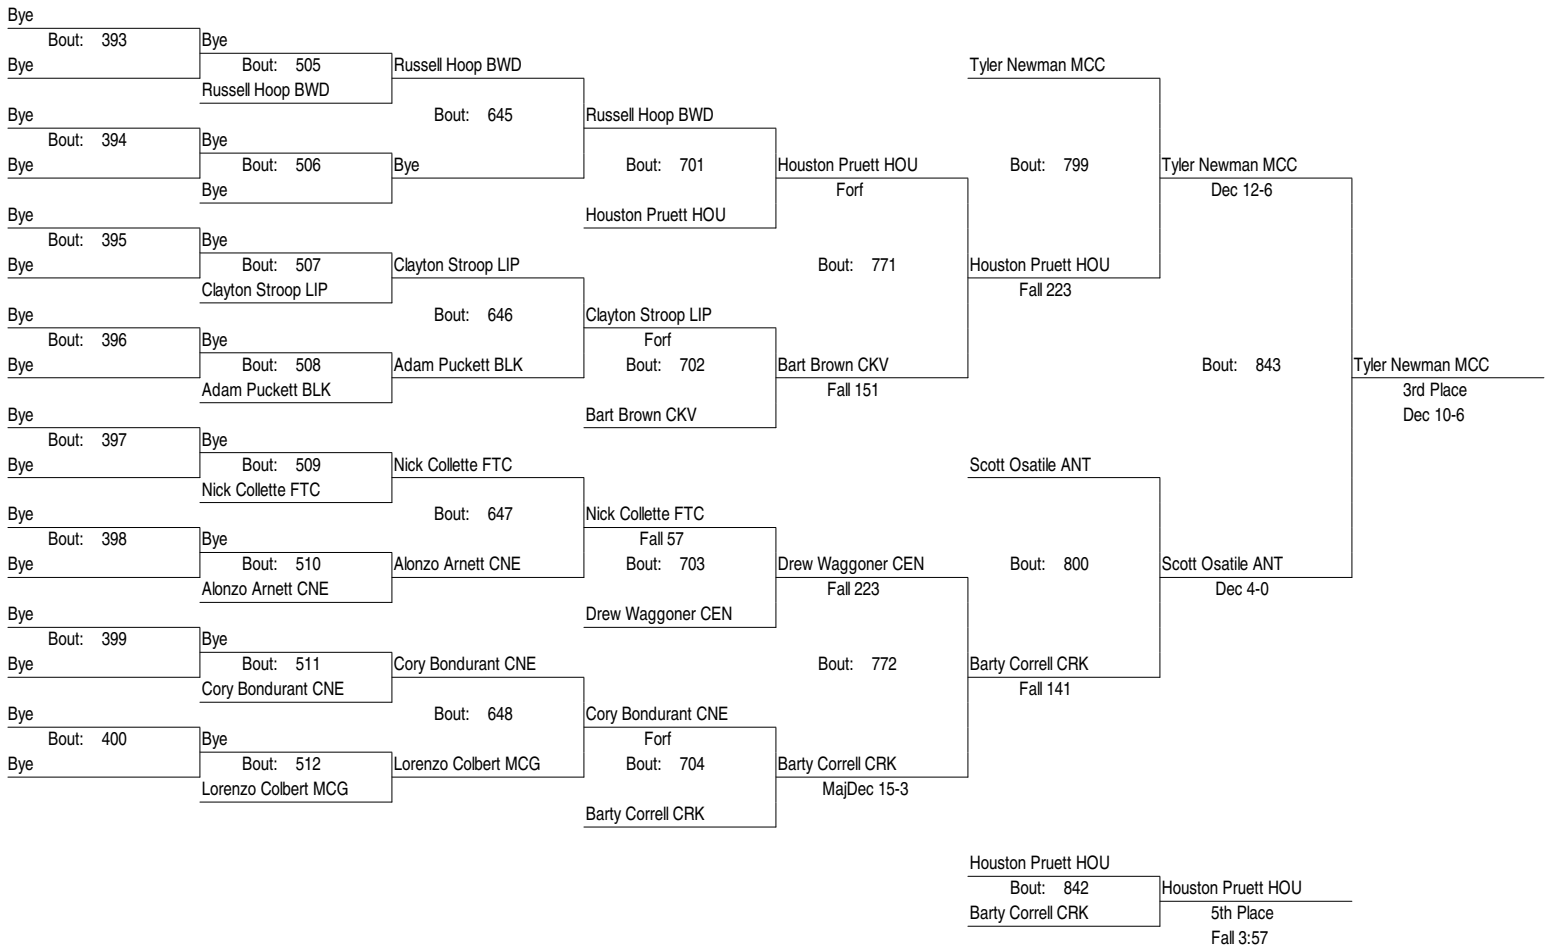 Bye
Bout: 393
Bye
Bye
Bout: 505
Russell Hoop BWD
Russell Hoop BWD
Tyler Newman MCC
Bye
Bout: 394
Bye
Bye
Bout: 506
Bye
Bout: 645
Bye
Russell Hoop BWD
Bout: 701
Houston Pruett HOU
Houston Pruett HOU
Forf
Bout: 799
Tyler Newman MCC
Dec 12-6
Bye
Bout: 395
Bye
Bye
Bout: 507
Clayton Stroop LIP
Clayton Stroop LIP
Bout: 771
Houston Pruett HOU
Fall 223
Bye
Bout: 396
Bye
Bye
Bout: 508
Adam Puckett BLK
Bout: 646
Adam Puckett BLK
Clayton Stroop LIP
Forf
Bout: 702
Bart Brown CKV
Bart Brown CKV
Fall 151
Bout: 843
Tyler Newman MCC
3rd Place
Dec 10-6
Bye
Bout: 397
Bye
Bye
Bout: 509
Nick Collette FTC
Nick Collette FTC
Scott Osatile ANT
Bye
Bout: 398
Bye
Bye
Bout: 510
Alonzo Arnett CNE
Bout: 647
Alonzo Arnett CNE
Nick Collette FTC
Fall 57
Bout: 703
Drew Waggoner CEN
Drew Waggoner CEN
Fall 223
Bout: 800
Scott Osatile ANT
Dec 4-0
Bye
Bout: 399
Bye
Bye
Bout: 511
Cory Bondurant CNE
Cory Bondurant CNE
Bout: 772
Barty Correll CRK
Fall 141
Bye
Bout: 400
Bye
Bye
Bout: 512
Lorenzo Colbert MCG
Bout: 648
Lorenzo Colbert MCG
Cory Bondurant CNE
Forf
Bout: 704
Barty Correll CRK
Barty Correll CRK
MajDec 15-3
Houston Pruett HOU
Bout: 842
Barty Correll CRK
Houston Pruett HOU
5th Place
Fall 3:57